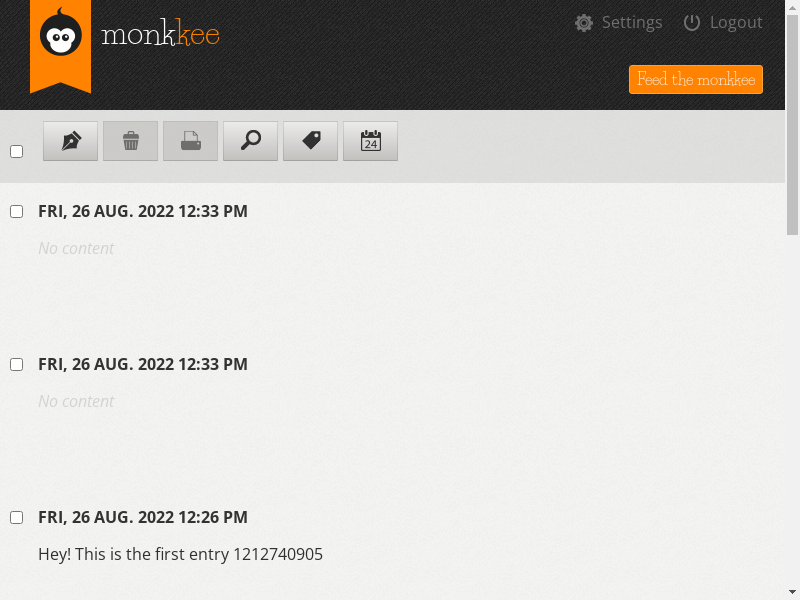 monkkee
Settings
Logout
Feed the monkkee
24
FRI, 26 AUG. 2022 12:33 PM
No content
FRI, 26 AUG. 2022 12:33 PM
No content
FRI, 26 AUG. 2022 12:26 PM
Hey! This is the first entry 1212740905